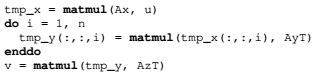 tmp_x = matmul(Ax, u)
do i = 1, n
  tmp_y(:,:,i) = matmul(tmp_x(:,:,i), AyT)
enddo
v = matmul(tmp_y, AzT)